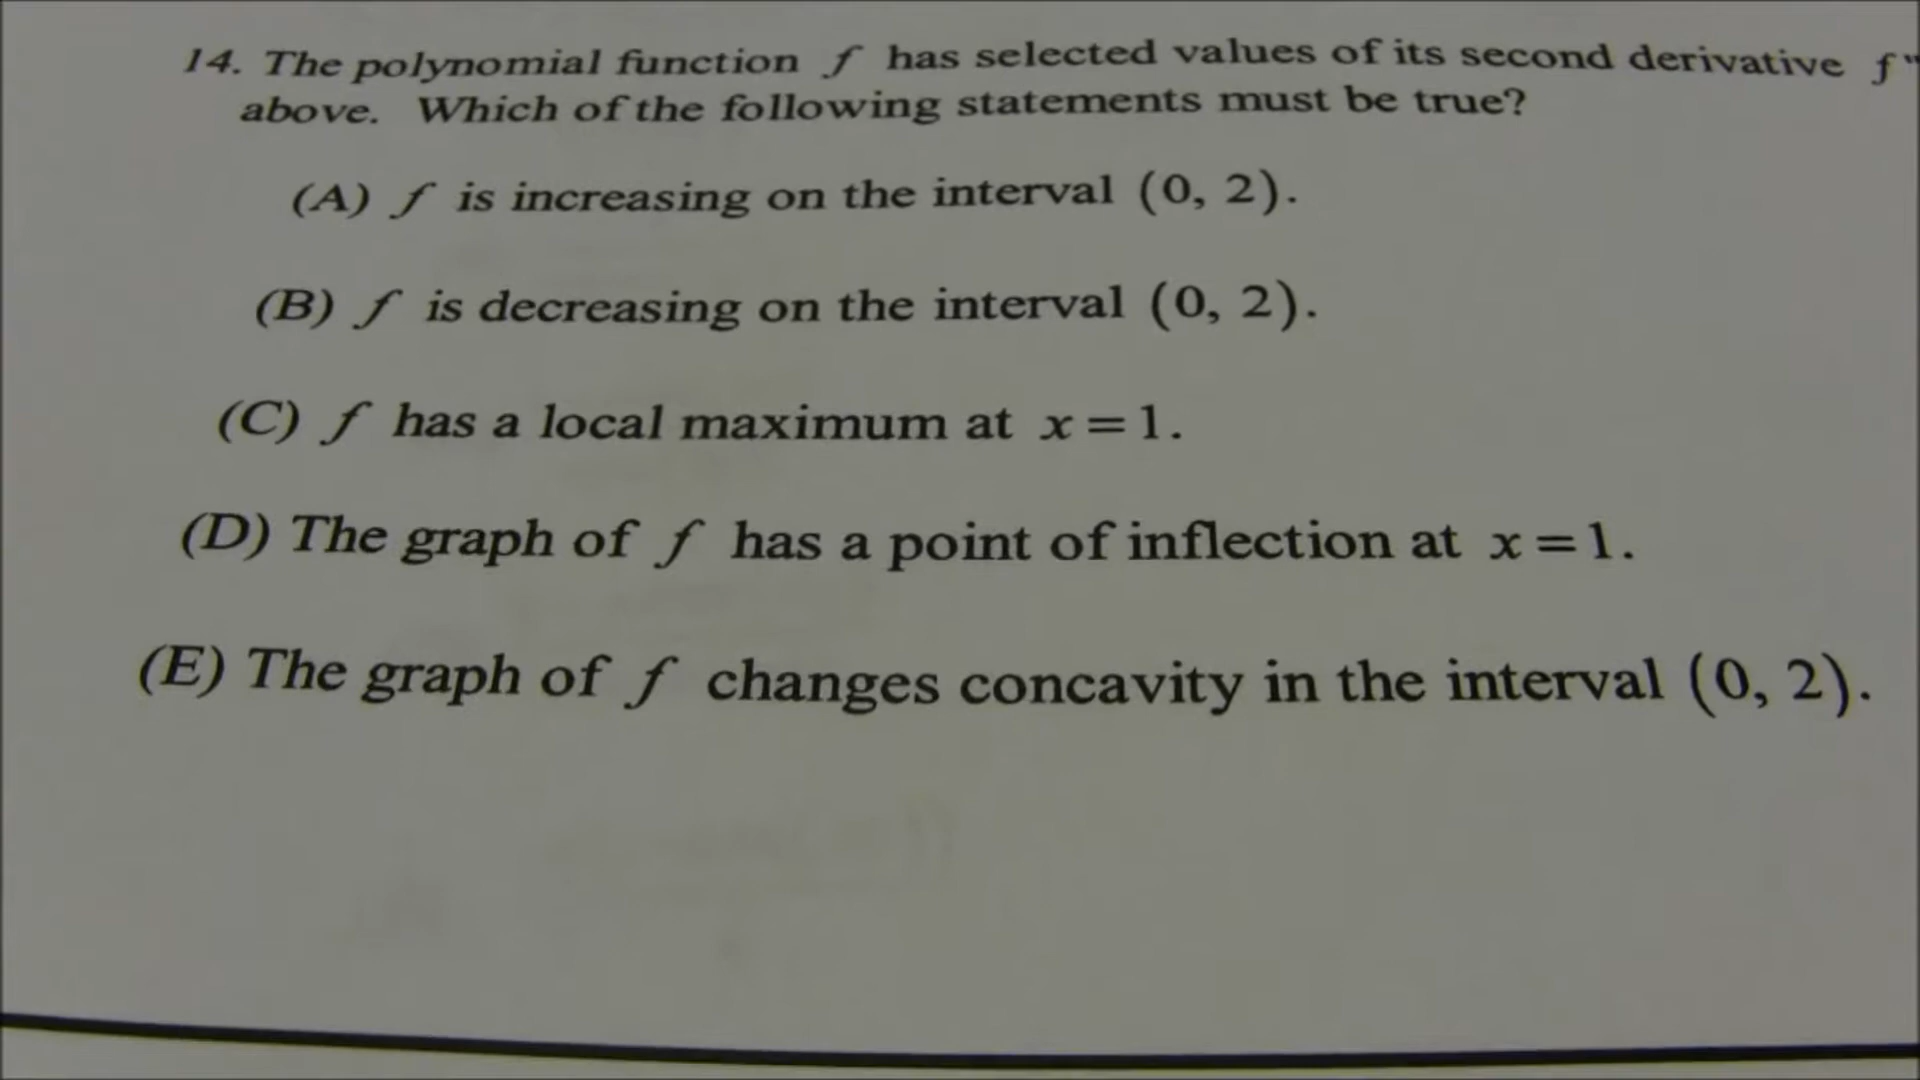 14. The polynomial function f has selected values of its second derivative f"
above. Which of the following statements must be true?
(A) f is increasing on the interval (0, 2).
(B) f is decreasing on the interval (0, 2).
(C) f has a local maximum at x = 1.
(D) The graph of f has a point of inflection at x = 1.
(E) The graph of f changes concavity in the interval (0, 2).